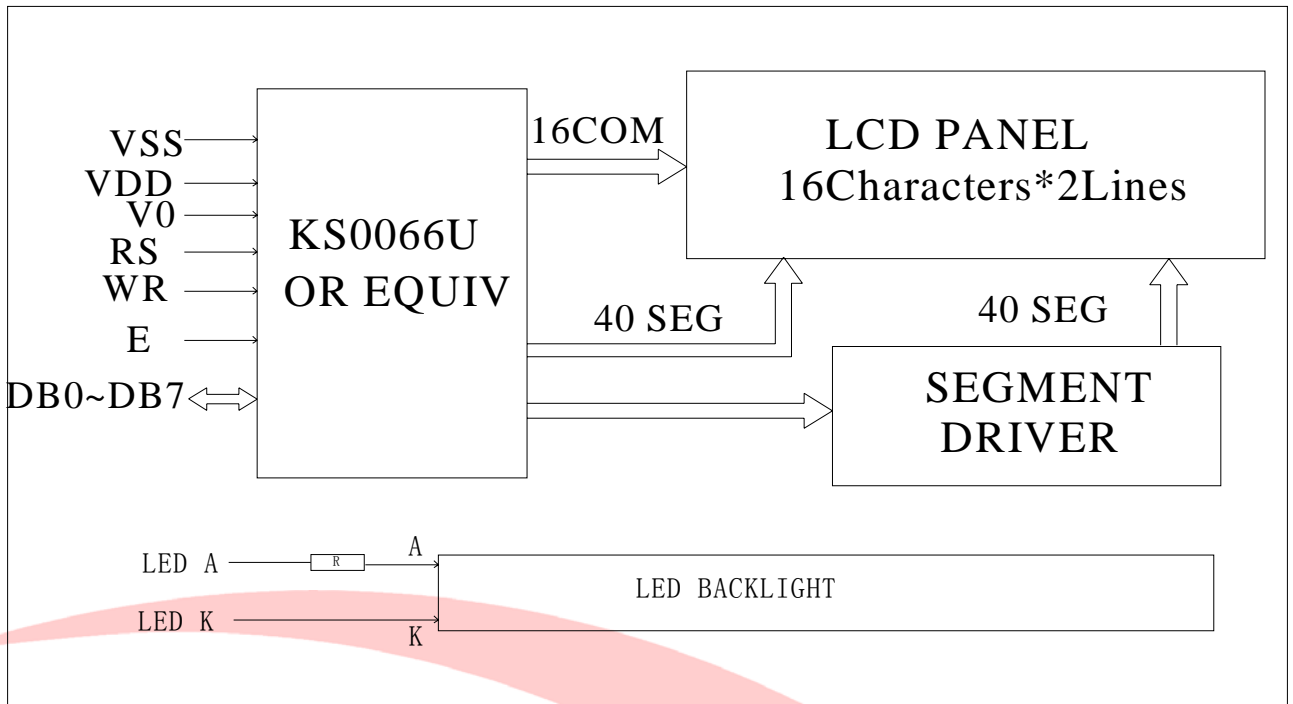 VSS
VDD
V0
RS
WR
E
DB0~DB7
KS0066U
OR EQUIV
16COM
LCD PANEL
16Characters*2Lines
40 SEG
40 SEG
SEGMENT
DRIVER
LED A
R
A
LED BACKLIGHT
LED K
K